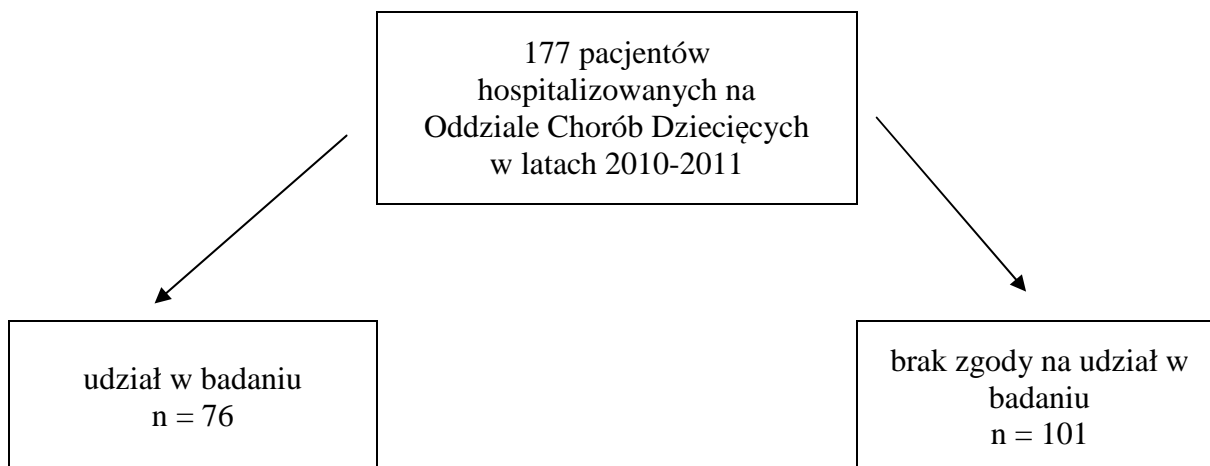 177 pacjentów
hospitalizowanych na
Oddziale Chorób Dziecięcych
w latach 2010-2011
udział w badaniu
n = 76
brak zgody na udział w
badaniu
n = 101